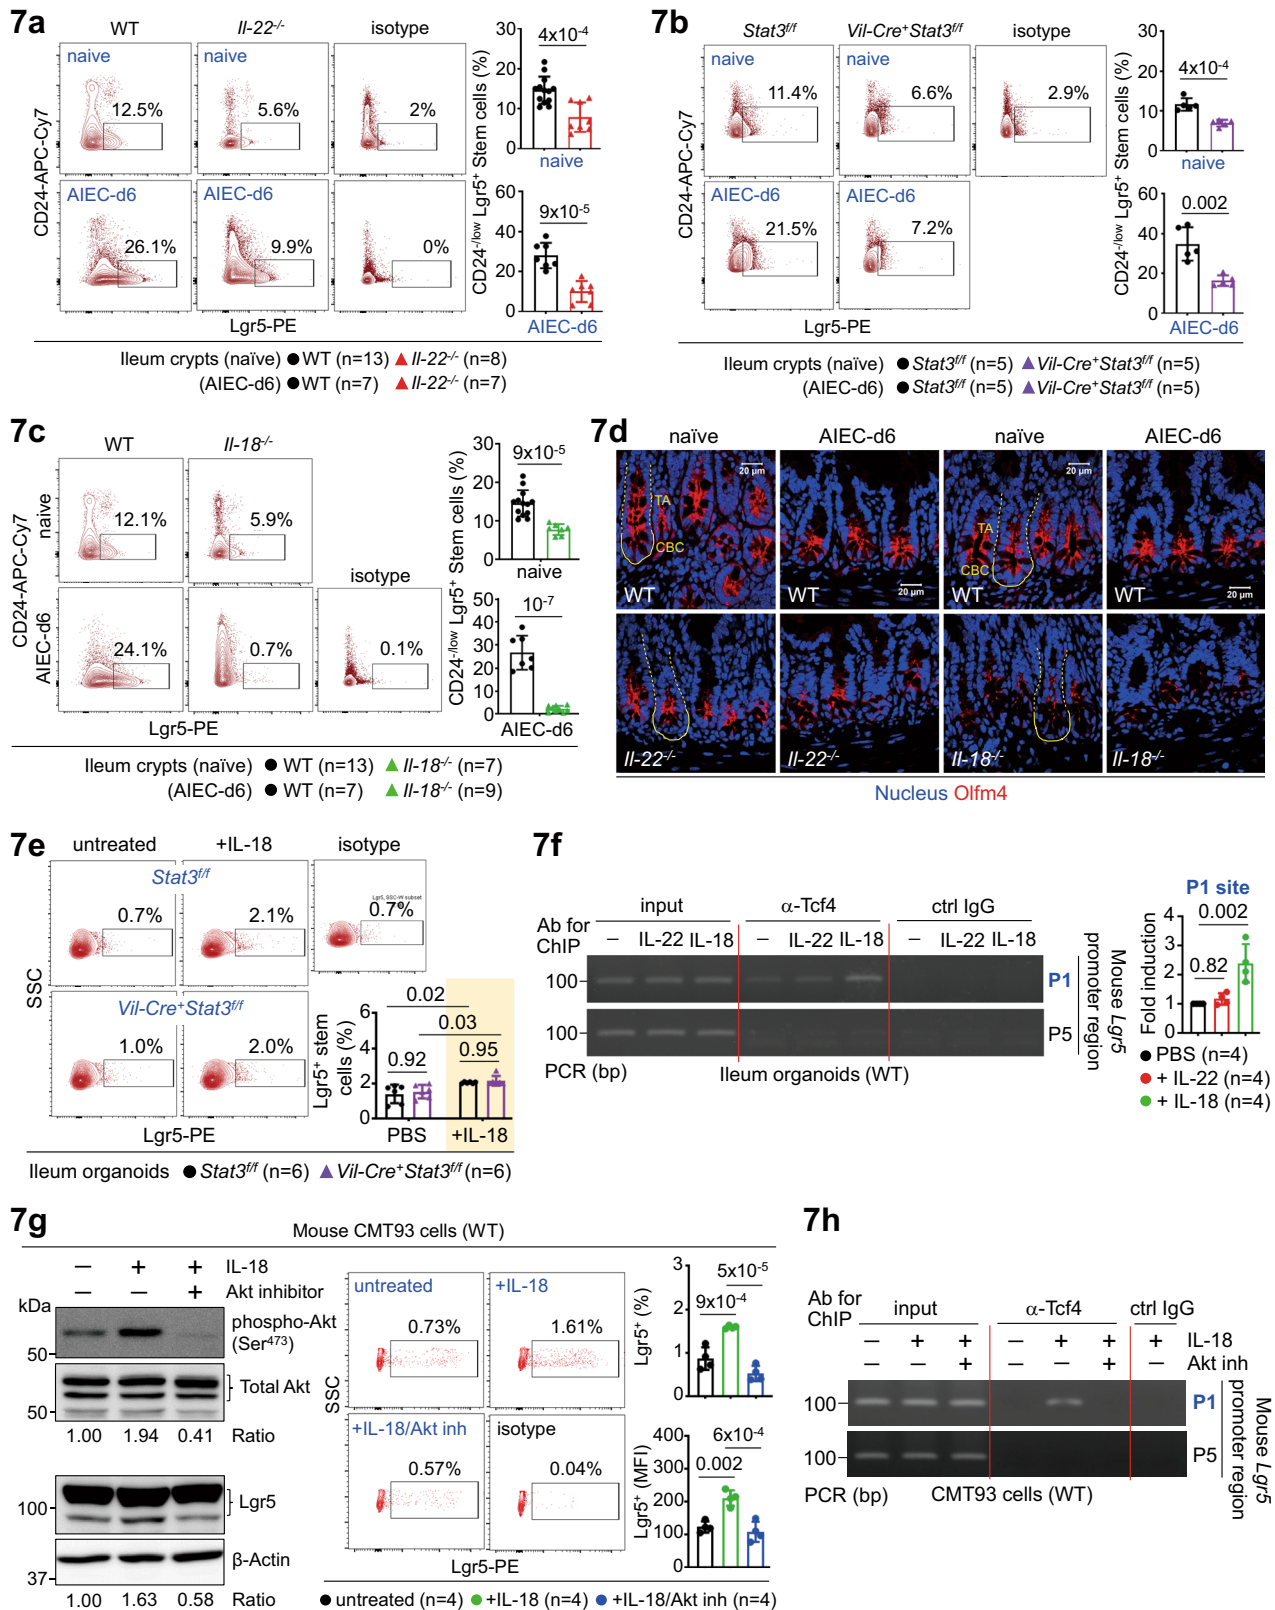 7a
WT Il-22-/- isotype
naive naive
12.5% 5.6% 2%
AIEC-d6 AIEC-d6
26.1% 9.9% 0%
CD24-APC-Cy7
Lgr5-PE
CD24-/low Lgr5+ Stem cells (%)
30
20
10
0
4x10-4
naive
60
40
20
0
9x10-5
AIEC-d6
Ileum crypts (naïve) WT (n=13) Il-22-/- (n=8)
(AIEC-d6) WT (n=7) Il-22-/- (n=7)
7b
Stat3f/f Vil-Cre+Stat3f/f isotype
naive naive
11.4% 6.6% 2.9%
AIEC-d6 AIEC-d6
21.5% 7.2%
CD24-APC-Cy7
Lgr5-PE
CD24-/low Lgr5+ Stem cells (%)
30
20
10
0
4x10-4
naive
60
40
20
0
0.002
AIEC-d6
Ileum crypts (naïve) Stat3f/f (n=5) Vil-Cre+Stat3f/f (n=5)
(AIEC-d6) Stat3f/f (n=5) Vil-Cre+Stat3f/f (n=5)
7c
WT Il-18-/-
naive
12.1% 5.9%
isotype
AIEC-d6
24.1% 0.7% 0.1%
CD24-APC-Cy7
Lgr5-PE
CD24-/low Lgr5+ Stem cells (%)
30
20
10
0
9x10-5
naive
50
40
30
20
10
0
10-7
AIEC-d6
Ileum crypts (naïve) WT (n=13) Il-18-/- (n=7)
(AIEC-d6) WT (n=7) Il-18-/- (n=9)
7d
naïve AIEC-d6 naïve AIEC-d6
20 µm 20 µm
TA TA
CBC CBC
20 µm 20 µm
WT WT WT WT
Il-22-/- Il-22-/- Il-18-/- Il-18-/-
Nucleus Olfm4
7e
untreated +IL-18 isotype
Stat3f/f
Lgr5, SSC-W subset
0.7% 2.1% 0.7%
Vil-Cre+Stat3f/f
1.0% 2.0%
SSC
Lgr5-PE
Lgr5+ stem cells (%)
6
4
2
0
0.02
0.03
0.92 0.95
PBS +IL-18
Ileum organoids Stat3f/f (n=6) Vil-Cre+Stat3f/f (n=6)
7f
Ab for ChIP
input α-Tcf4 ctrl IgG
– IL-22 IL-18 – IL-22 IL-18 – IL-22 IL-18
100 P1
100 P5
Mouse Lgr5 promoter region
PCR (bp) Ileum organoids (WT)
P1 site
Fold induction
4
3
2
1
0
0.002
0.82
PBS (n=4)
+ IL-22 (n=4)
+ IL-18 (n=4)
7g
Mouse CMT93 cells (WT)
– + + IL-18
+ Akt inhibitor
kDa
phospho-Akt (Ser473)
50
Total Akt
50
1.00 1.94 0.41 Ratio
Lgr5
100
β-Actin
37
1.00 1.63 0.58 Ratio
untreated +IL-18
0.73% 1.61%
+IL-18/Akt inh isotype
0.57% 0.04%
SSC
Lgr5-PE
Lgr5+ (%)
3
2
1
0
5x10-5
9x10-4
Lgr5+ (MFI)
400
300
200
100
0
6x10-4
0.002
untreated (n=4) +IL-18 (n=4) +IL-18/Akt inh (n=4)
7h
Ab for ChIP
input α-Tcf4 ctrl IgG
– + + – + + + IL-18
– – + – – + – Akt inh
100 P1
100 P5
Mouse Lgr5 promoter region
PCR (bp) CMT93 cells (WT)